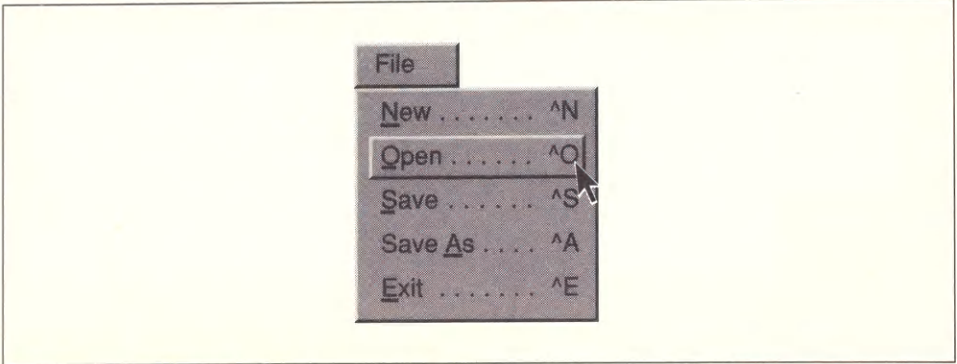 File
New . . . . . . . ^N
Open . . . . . . ^O
Save . . . . . . ^S
Save As . . . . ^A
Exit . . . . . . . ^E